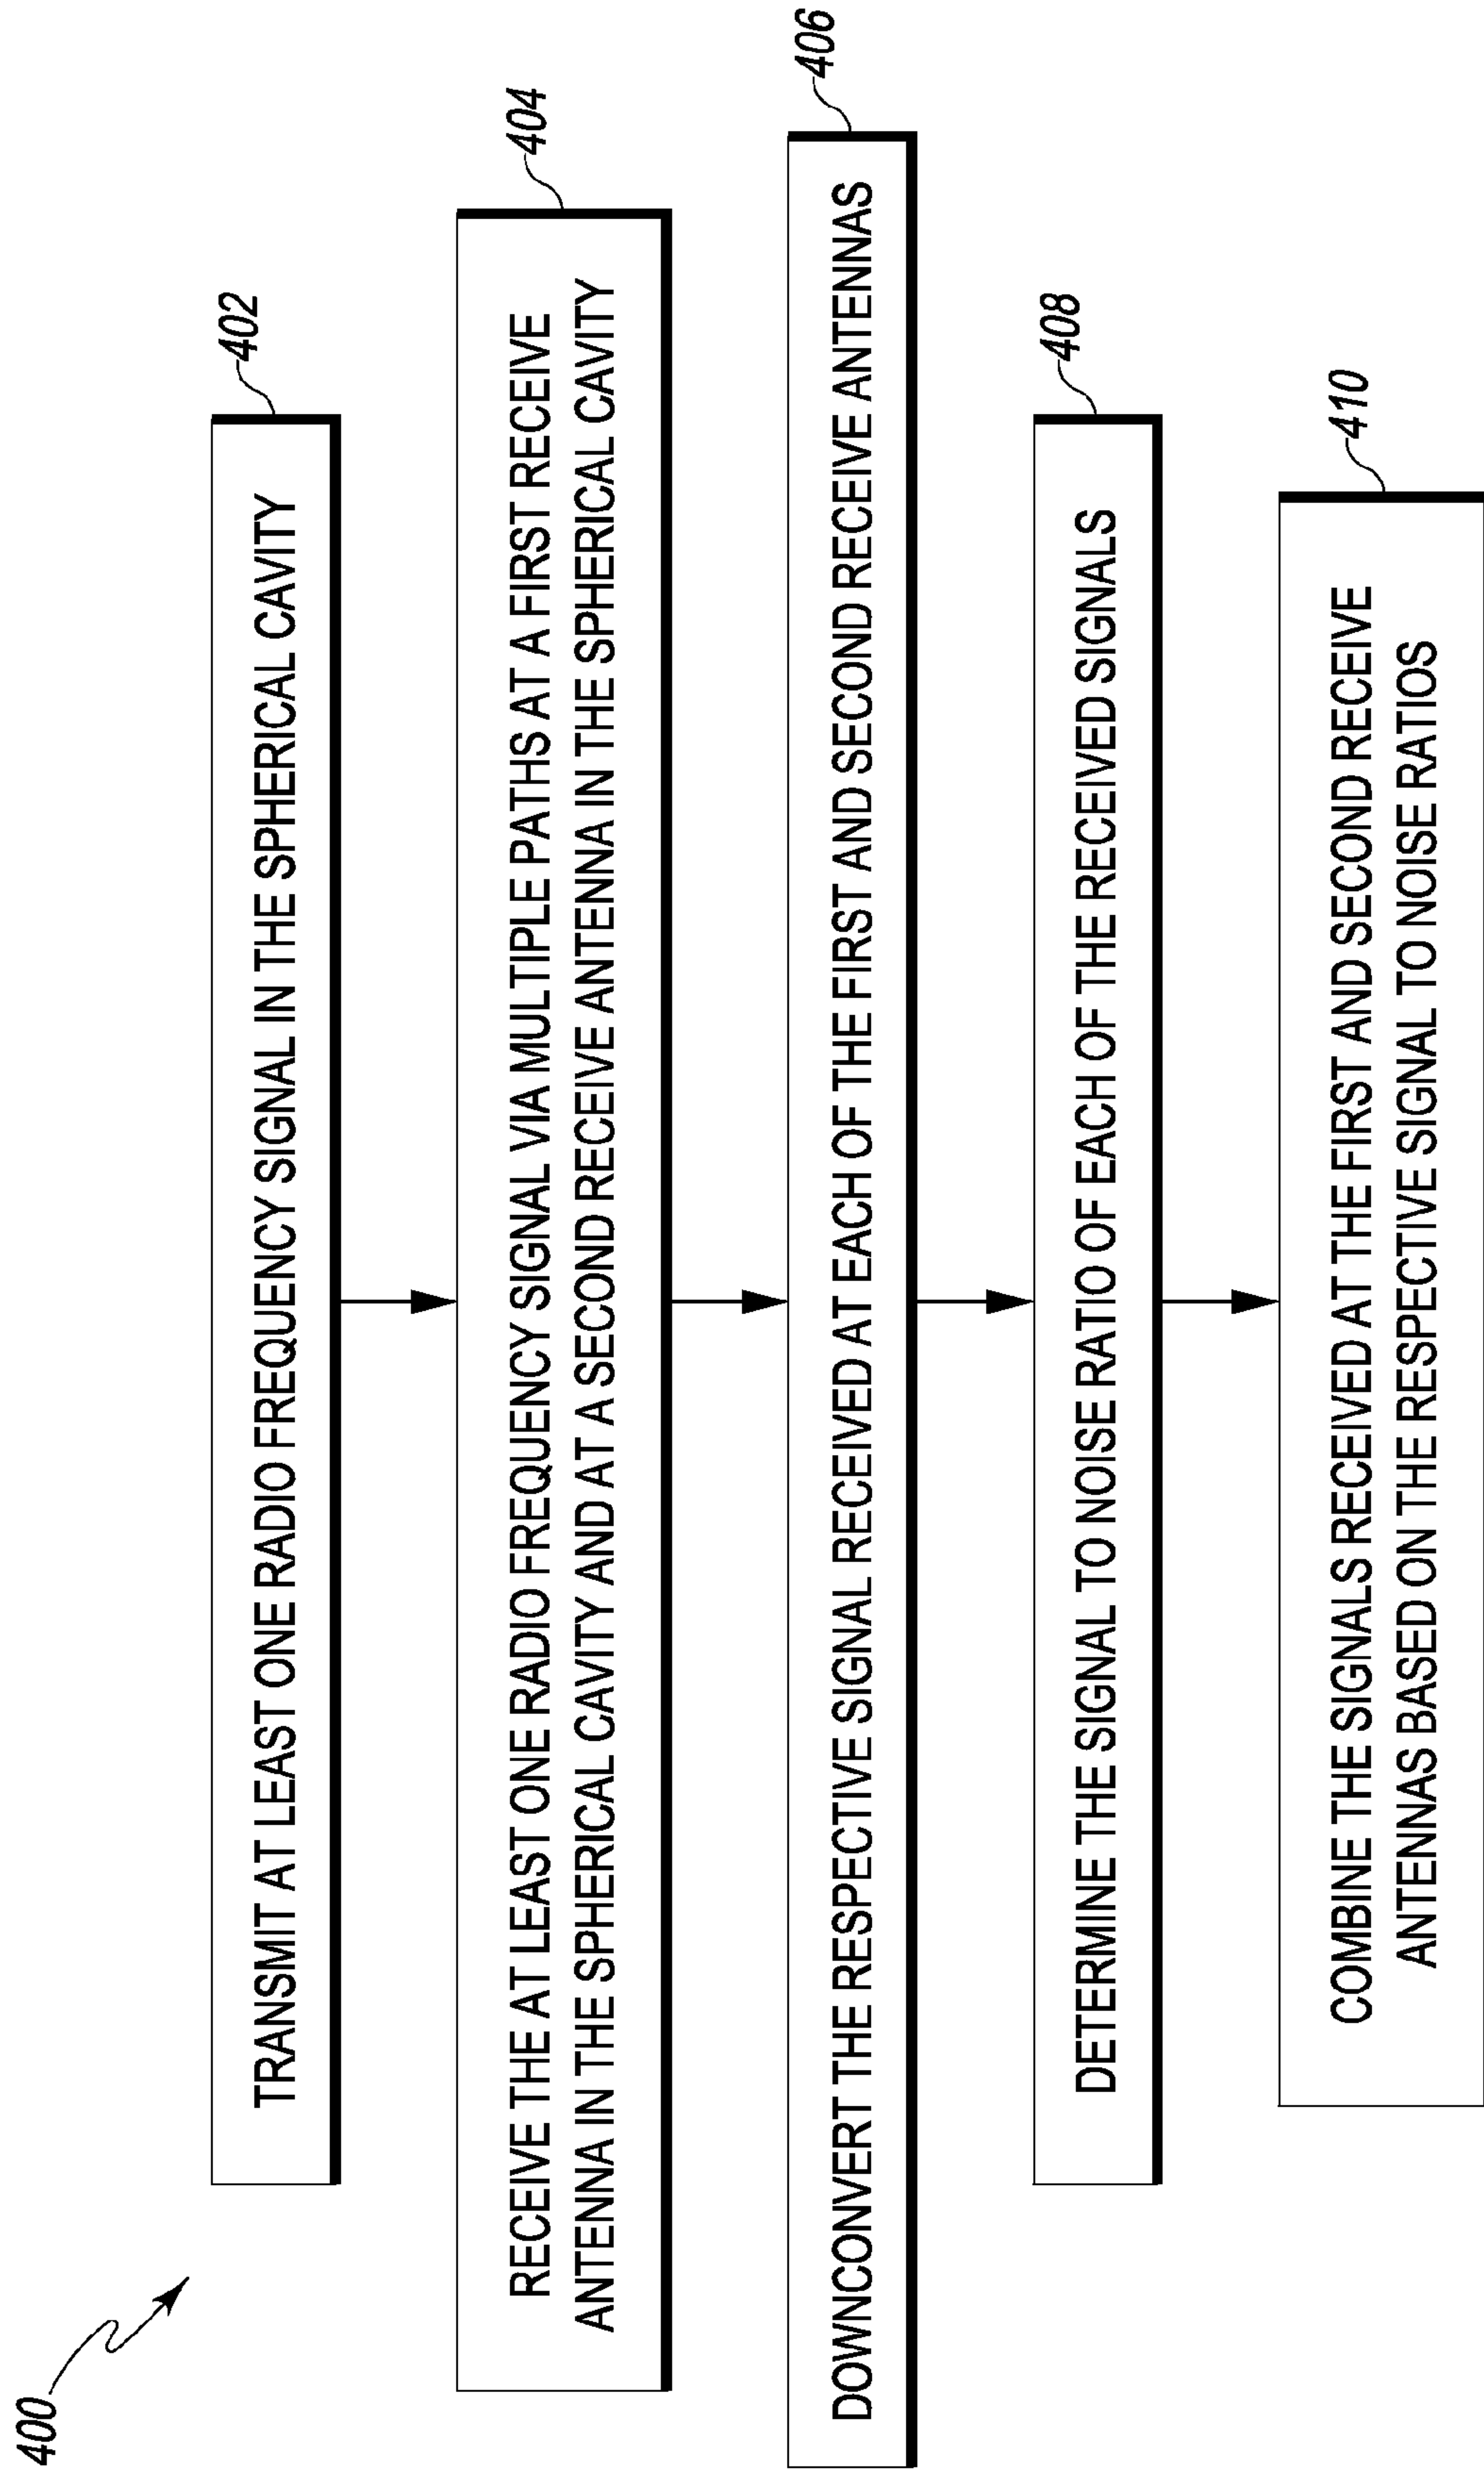 400
402
TRANSMIT AT LEAST ONE RADIO FREQUENCY SIGNAL IN THE SPHERICAL CAVITY
404
RECEIVE THE AT LEAST ONE RADIO FREQUENCY SIGNAL VIA MULTIPLE PATHS AT A FIRST RECEIVE
ANTENNA IN THE SPHERICAL CAVITY AND AT A SECOND RECEIVE ANTENNA IN THE SPHERICAL CAVITY
406
DOWNCONVERT THE RESPECTIVE SIGNAL RECEIVED AT EACH OF THE FIRST AND SECOND RECEIVE ANTENNAS
408
DETERMINE THE SIGNAL TO NOISE RATIO OF EACH OF THE RECEIVED SIGNALS
410
COMBINE THE SIGNALS RECEIVED AT THE FIRST AND SECOND RECEIVE
ANTENNAS BASED ON THE RESPECTIVE SIGNAL TO NOISE RATIOS